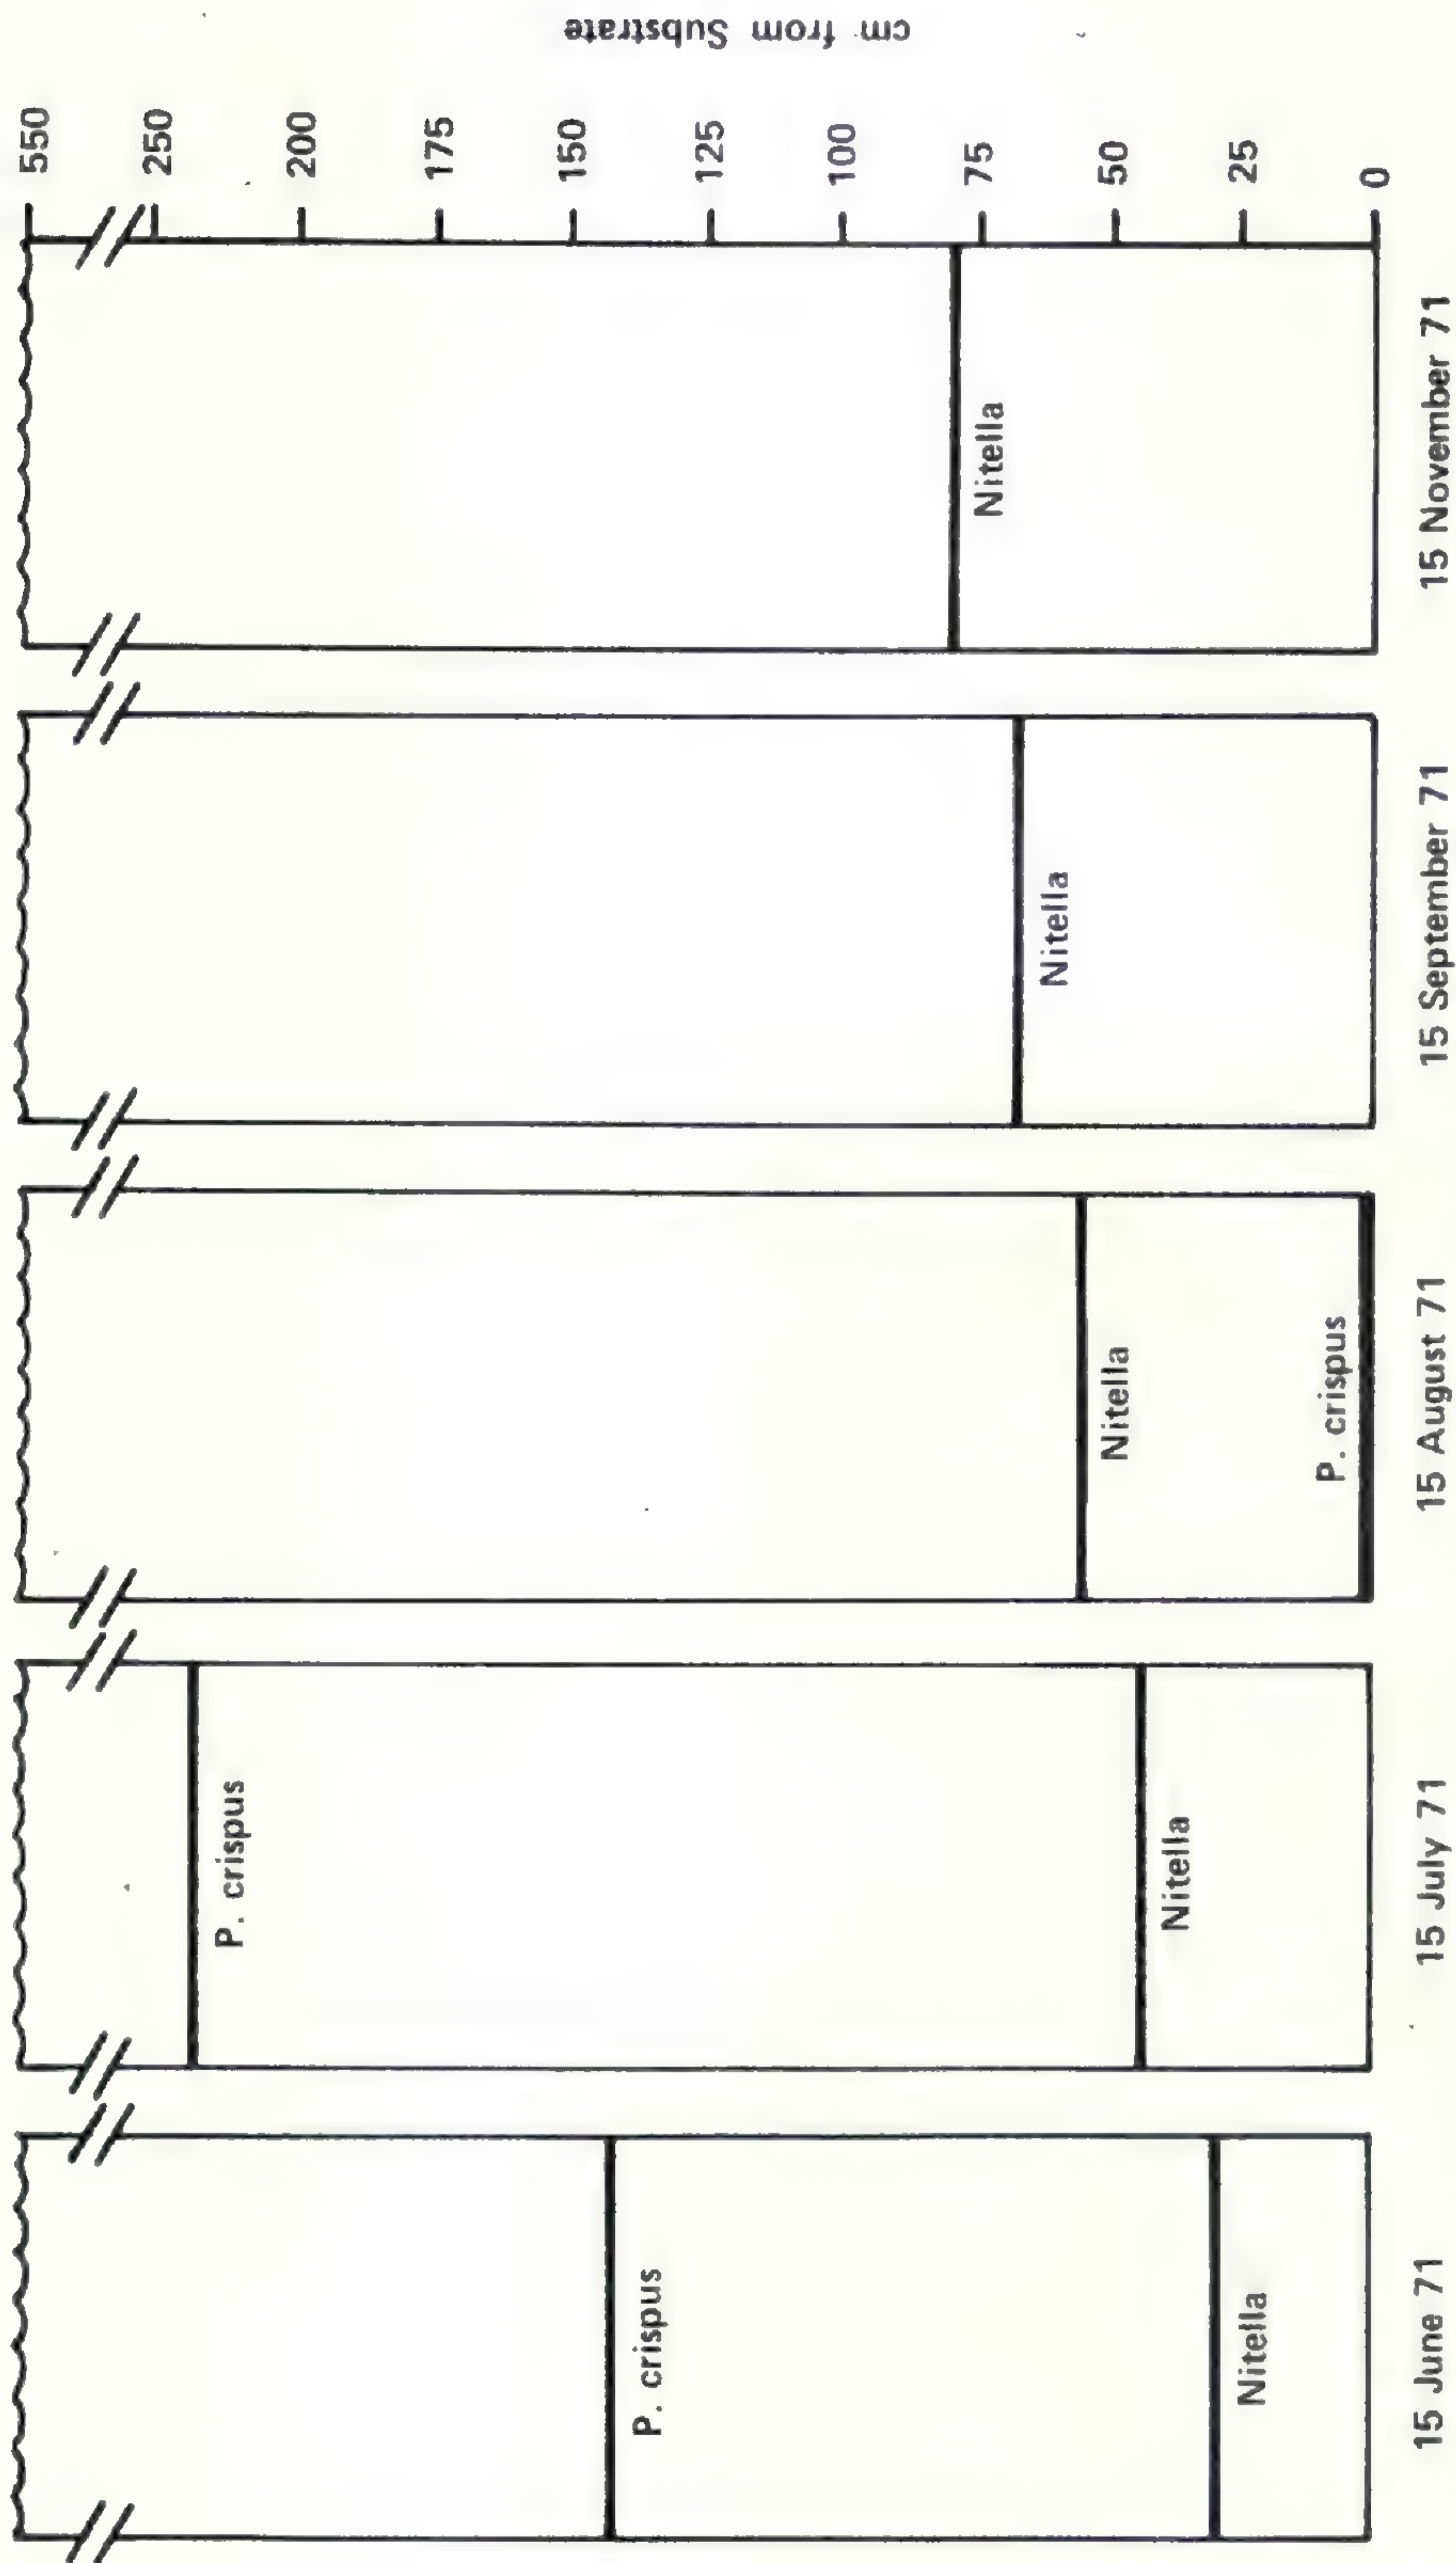 P. crispus
Nitella
15 June 71
P. crispus
Nitella
15 July 71
Nitella
P. crispus
15 August 71
Nitella
15 September 71
Nitella
15 November 71
550
250
200
175
150
125
100
75
50
25
0
cm from Substrate